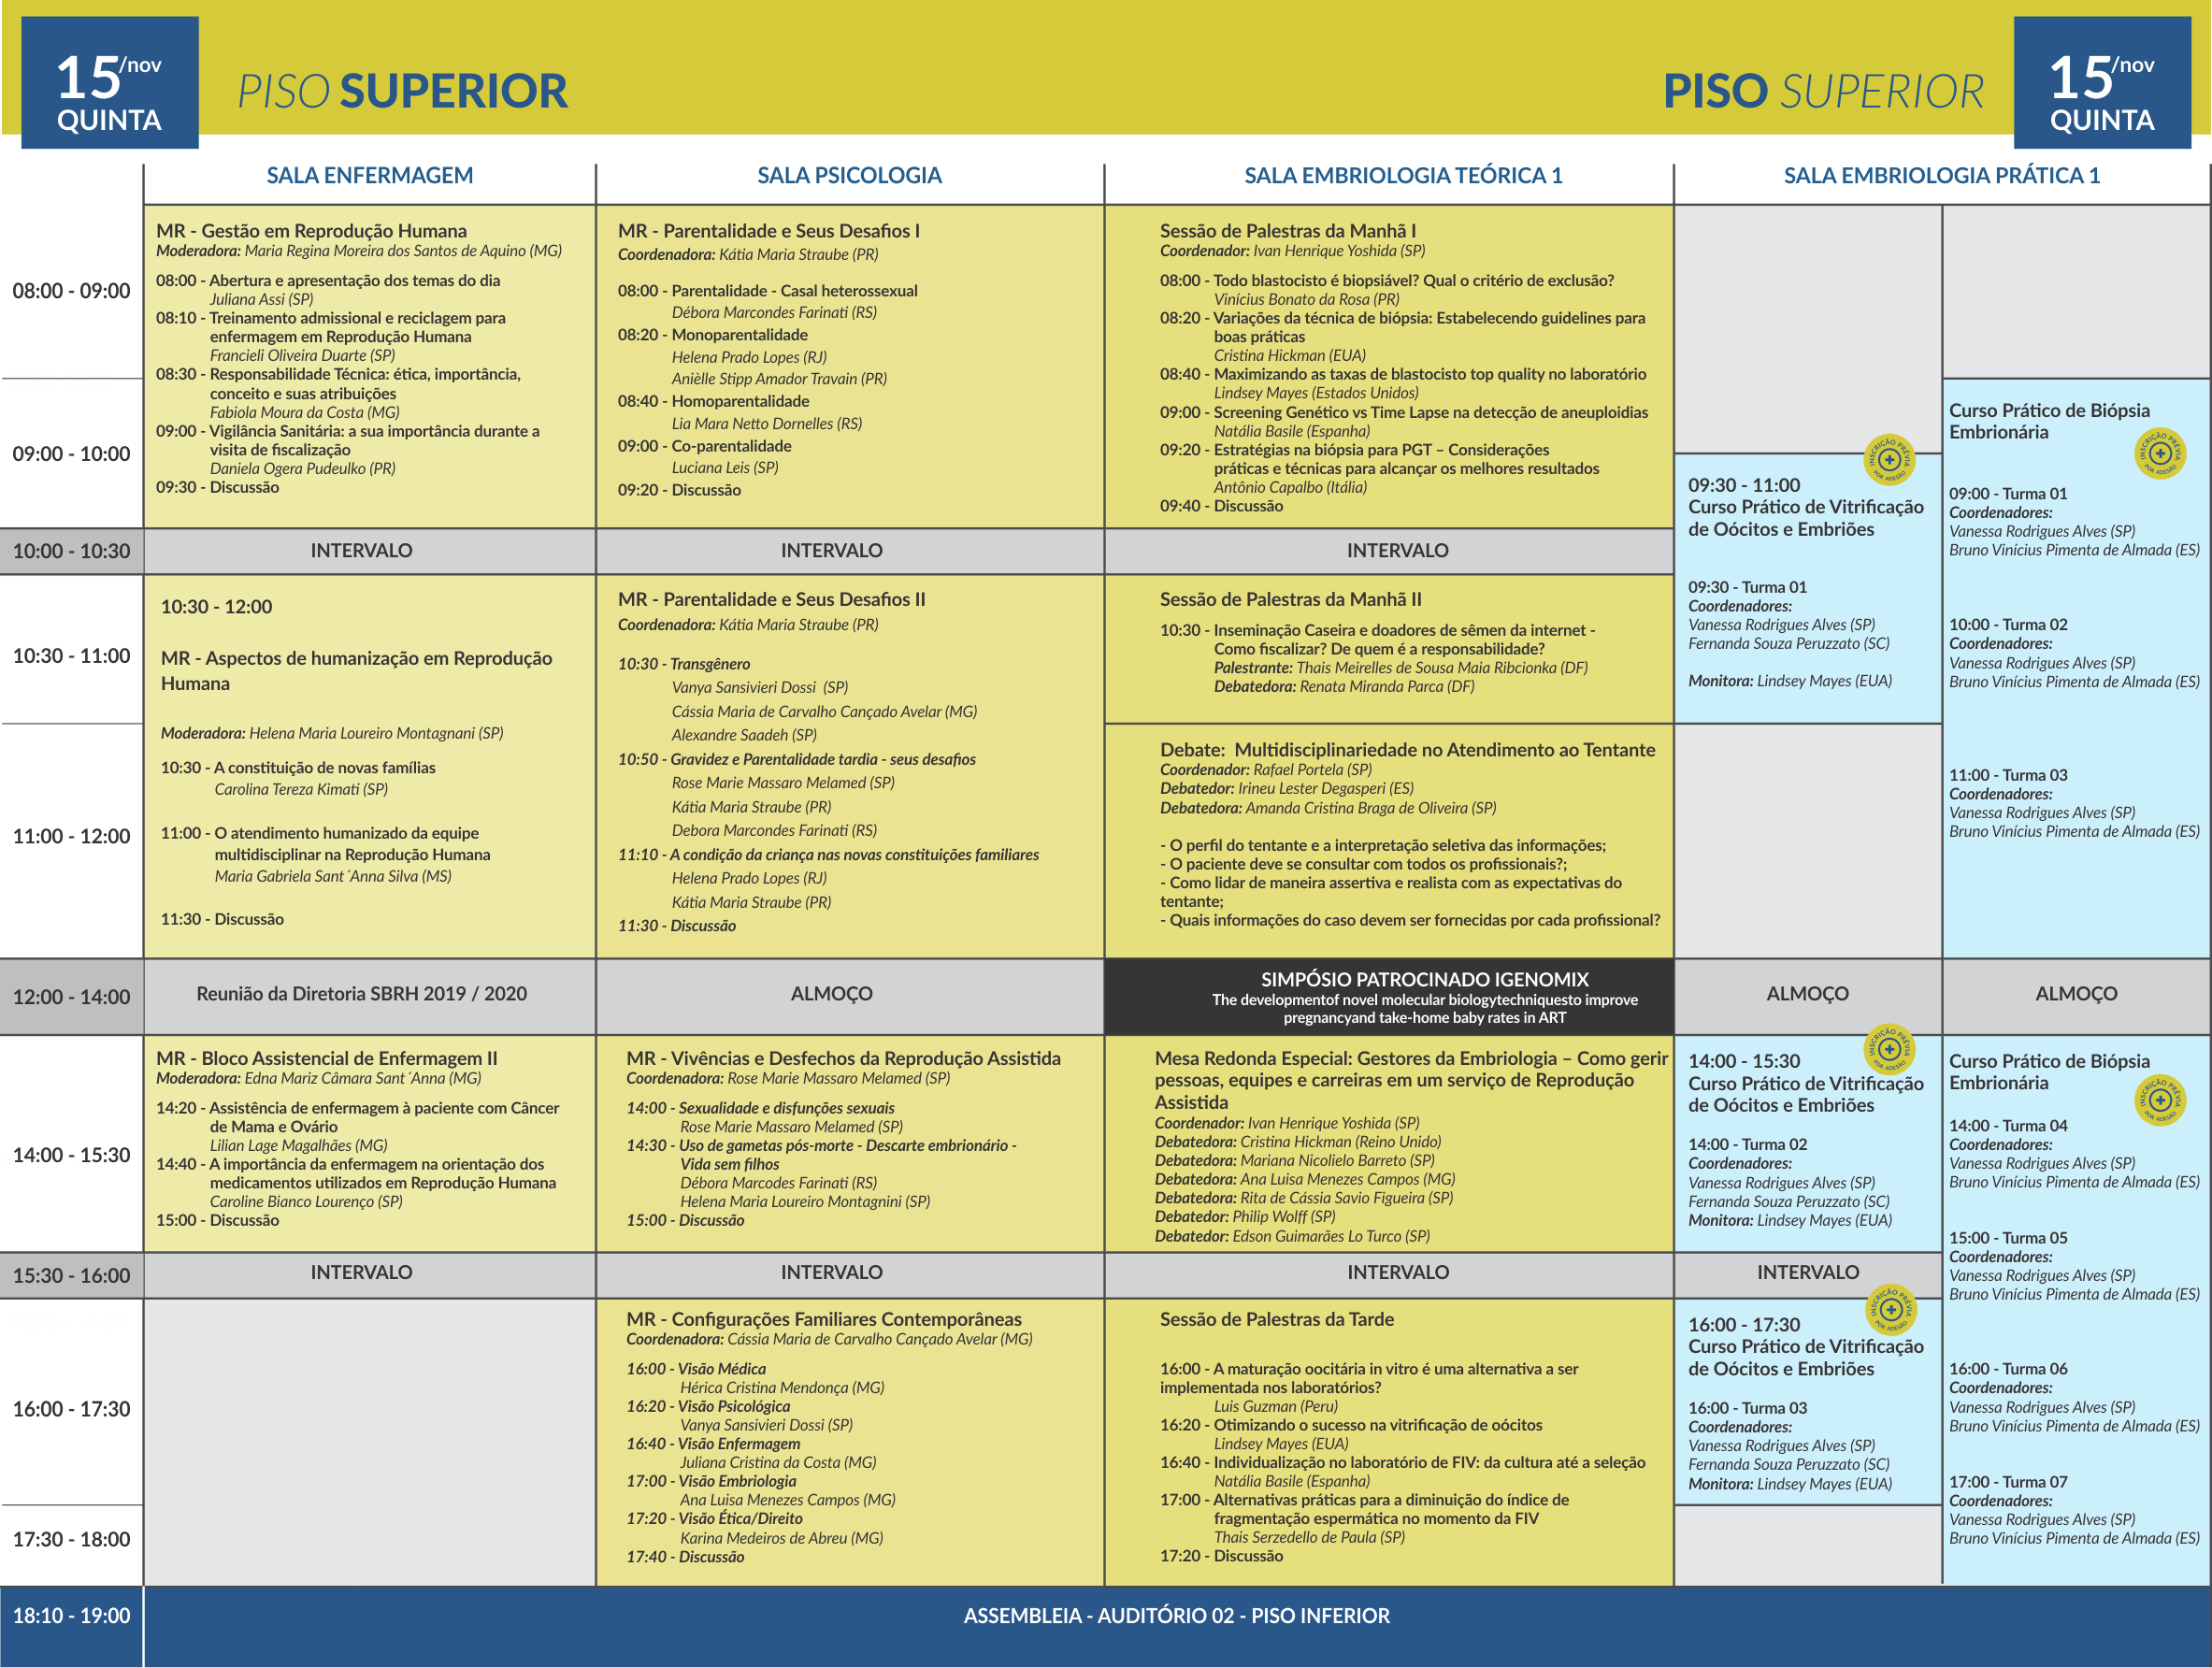 15/nov
QUINTA
PISO SUPERIOR
PISO SUPERIOR
15/nov
QUINTA
SALA ENFERMAGEM
SALA PSICOLOGIA
SALA EMBRIOLOGIA TEÓRICA 1
SALA EMBRIOLOGIA PRÁTICA 1
08:00 - 09:00
09:00 - 10:00
MR - Gestão em Reprodução Humana
Moderadora: Maria Regina Moreira dos Santos de Aquino (MG)
08:00 - Abertura e apresentação dos temas do dia
Juliana Assi (SP)
08:10 - Treinamento admissional e reciclagem para
enfermagem em Reprodução Humana
Francieli Oliveira Duarte (SP)
08:30 - Responsabilidade Técnica: ética, importância,
conceito e suas atribuições
Fabiola Moura da Costa (MG)
09:00 - Vigilância Sanitária: a sua importância durante a
visita de fiscalização
Daniela Ogera Pudeulko (PR)
09:30 - Discussão
MR - Parentalidade e Seus Desafios I
Coordenadora: Kátia Maria Straube (PR)
08:00 - Parentalidade - Casal heterossexual
Débora Marcondes Farinati (RS)
08:20 - Monoparentalidade
Helena Prado Lopes (RJ)
Anièlle Stipp Amador Travain (PR)
08:40 - Homoparentalidade
Lia Mara Netto Dornelles (RS)
09:00 - Co-parentalidade
Luciana Leis (SP)
09:20 - Discussão
Sessão de Palestras da Manhã I
Coordenador: Ivan Henrique Yoshida (SP)
08:00 - Todo blastocisto é biopsiável? Qual o critério de exclusão?
Vinícius Bonato da Rosa (PR)
08:20 - Variações da técnica de biópsia: Estabelecendo guidelines para
boas práticas
Cristina Hickman (EUA)
08:40 - Maximizando as taxas de blastocisto top quality no laboratório
Lindsey Mayes (Estados Unidos)
09:00 - Screening Genético vs Time Lapse na detecção de aneuploidias
Natália Basile (Espanha)
09:20 - Estratégias na biópsia para PGT – Considerações
práticas e técnicas para alcançar os melhores resultados
Antônio Capalbo (Itália)
09:40 - Discussão
INSCRIÇÃO PRÉVIA
POR ADESÃO
09:30 - 11:00
Curso Prático de Vitrificação
de Oócitos e Embriões
09:30 - Turma 01
Coordenadores:
Vanessa Rodrigues Alves (SP)
Fernanda Souza Peruzzato (SC)
Monitora: Lindsey Mayes (EUA)
Curso Prático de Biópsia
Embrionária
INSCRIÇÃO PRÉVIA
POR ADESÃO
09:00 - Turma 01
Coordenadores:
Vanessa Rodrigues Alves (SP)
Bruno Vinícius Pimenta de Almada (ES)
10:00 - Turma 02
Coordenadores:
Vanessa Rodrigues Alves (SP)
Bruno Vinícius Pimenta de Almada (ES)
11:00 - Turma 03
Coordenadores:
Vanessa Rodrigues Alves (SP)
Bruno Vinícius Pimenta de Almada (ES)
10:00 - 10:30
INTERVALO
INTERVALO
INTERVALO
10:30 - 11:00
11:00 - 12:00
10:30 - 12:00
MR - Aspectos de humanização em Reprodução
Humana
Moderadora: Helena Maria Loureiro Montagnani (SP)
10:30 - A constituição de novas famílias
Carolina Tereza Kimati (SP)
11:00 - O atendimento humanizado da equipe
multidisciplinar na Reprodução Humana
Maria Gabriela Sant´Anna Silva (MS)
11:30 - Discussão
MR - Parentalidade e Seus Desafios II
Coordenadora: Kátia Maria Straube (PR)
10:30 - Transgênero
Vanya Sansivieri Dossi (SP)
Cássia Maria de Carvalho Cançado Avelar (MG)
Alexandre Saadeh (SP)
10:50 - Gravidez e Parentalidade tardia - seus desafios
Rose Marie Massaro Melamed (SP)
Kátia Maria Straube (PR)
Debora Marcondes Farinati (RS)
11:10 - A condição da criança nas novas constituições familiares
Helena Prado Lopes (RJ)
Kátia Maria Straube (PR)
11:30 - Discussão
Sessão de Palestras da Manhã II
10:30 - Inseminação Caseira e doadores de sêmen da internet -
Como fiscalizar? De quem é a responsabilidade?
Palestrante: Thais Meirelles de Sousa Maia Ribcionka (DF)
Debatedora: Renata Miranda Parca (DF)
Debate: Multidisciplinariedade no Atendimento ao Tentante
Coordenador: Rafael Portela (SP)
Debatedor: Irineu Lester Degasperi (ES)
Debatedora: Amanda Cristina Braga de Oliveira (SP)
- O perfil do tentante e a interpretação seletiva das informações;
- O paciente deve se consultar com todos os profissionais?;
- Como lidar de maneira assertiva e realista com as expectativas do
tentante;
- Quais informações do caso devem ser fornecidas por cada profissional?
12:00 - 14:00
Reunião da Diretoria SBRH 2019 / 2020
ALMOÇO
SIMPÓSIO PATROCINADO IGENOMIX
The developmentof novel molecular biologytechniquesto improve
pregnancyand take-home baby rates in ART
ALMOÇO
ALMOÇO
14:00 - 15:30
MR - Bloco Assistencial de Enfermagem II
Moderadora: Edna Mariz Câmara Sant´Anna (MG)
14:20 - Assistência de enfermagem à paciente com Câncer
de Mama e Ovário
Lilian Lage Magalhães (MG)
14:40 - A importância da enfermagem na orientação dos
medicamentos utilizados em Reprodução Humana
Caroline Bianco Lourenço (SP)
15:00 - Discussão
MR - Vivências e Desfechos da Reprodução Assistida
Coordenadora: Rose Marie Massaro Melamed (SP)
14:00 - Sexualidade e disfunções sexuais
Rose Marie Massaro Melamed (SP)
14:30 - Uso de gametas pós-morte - Descarte embrionário -
Vida sem filhos
Débora Marcodes Farinati (RS)
Helena Maria Loureiro Montagnini (SP)
15:00 - Discussão
Mesa Redonda Especial: Gestores da Embriologia – Como gerir
pessoas, equipes e carreiras em um serviço de Reprodução
Assistida
Coordenador: Ivan Henrique Yoshida (SP)
Debatedora: Cristina Hickman (Reino Unido)
Debatedora: Mariana Nicolielo Barreto (SP)
Debatedora: Ana Luisa Menezes Campos (MG)
Debatedora: Rita de Cássia Savio Figueira (SP)
Debatedor: Philip Wolff (SP)
Debatedor: Edson Guimarães Lo Turco (SP)
INSCRIÇÃO PRÉVIA
POR ADESÃO
14:00 - 15:30
Curso Prático de Vitrificação
de Oócitos e Embriões
14:00 - Turma 02
Coordenadores:
Vanessa Rodrigues Alves (SP)
Fernanda Souza Peruzzato (SC)
Monitora: Lindsey Mayes (EUA)
Curso Prático de Biópsia
Embrionária
INSCRIÇÃO PRÉVIA
POR ADESÃO
14:00 - Turma 04
Coordenadores:
Vanessa Rodrigues Alves (SP)
Bruno Vinícius Pimenta de Almada (ES)
15:00 - Turma 05
Coordenadores:
Vanessa Rodrigues Alves (SP)
Bruno Vinícius Pimenta de Almada (ES)
16:00 - Turma 06
Coordenadores:
Vanessa Rodrigues Alves (SP)
Bruno Vinícius Pimenta de Almada (ES)
17:00 - Turma 07
Coordenadores:
Vanessa Rodrigues Alves (SP)
Bruno Vinícius Pimenta de Almada (ES)
15:30 - 16:00
INTERVALO
INTERVALO
INTERVALO
INTERVALO
16:00 - 17:30
17:30 - 18:00
MR - Configurações Familiares Contemporâneas
Coordenadora: Cássia Maria de Carvalho Cançado Avelar (MG)
16:00 - Visão Médica
Hérica Cristina Mendonça (MG)
16:20 - Visão Psicológica
Vanya Sansivieri Dossi (SP)
16:40 - Visão Enfermagem
Juliana Cristina da Costa (MG)
17:00 - Visão Embriologia
Ana Luisa Menezes Campos (MG)
17:20 - Visão Ética/Direito
Karina Medeiros de Abreu (MG)
17:40 - Discussão
Sessão de Palestras da Tarde
16:00 - A maturação oocitária in vitro é uma alternativa a ser
implementada nos laboratórios?
Luis Guzman (Peru)
16:20 - Otimizando o sucesso na vitrificação de oócitos
Lindsey Mayes (EUA)
16:40 - Individualização no laboratório de FIV: da cultura até a seleção
Natália Basile (Espanha)
17:00 - Alternativas práticas para a diminuição do índice de
fragmentação espermática no momento da FIV
Thais Serzedello de Paula (SP)
17:20 - Discussão
INSCRIÇÃO PRÉVIA
POR ADESÃO
16:00 - 17:30
Curso Prático de Vitrificação
de Oócitos e Embriões
16:00 - Turma 03
Coordenadores:
Vanessa Rodrigues Alves (SP)
Fernanda Souza Peruzzato (SC)
Monitora: Lindsey Mayes (EUA)
18:10 - 19:00
ASSEMBLEIA - AUDITÓRIO 02 - PISO INFERIOR